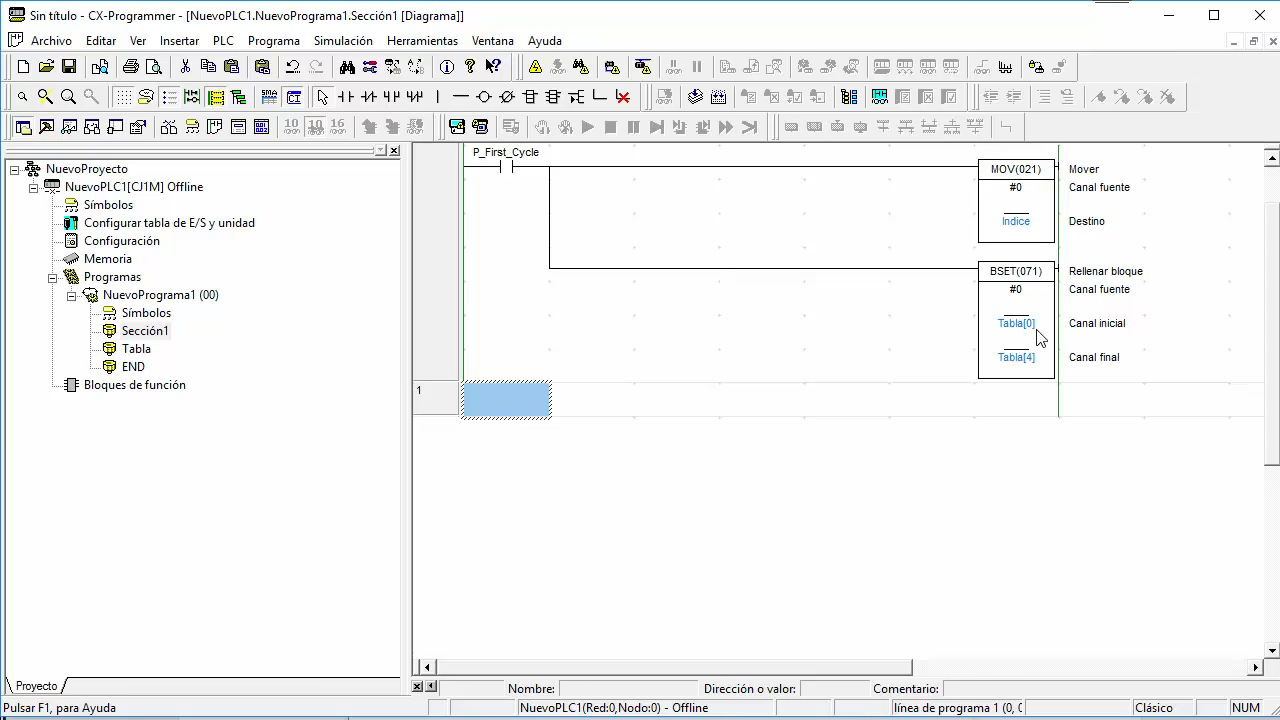 Sin título - CX-Programmer - [NuevoPLC1.NuevoPrograma1.Sección1 [Diagrama]]
Archivo Editar Ver Insertar PLC Programa Simulación Herramientas Ventana Ayuda
10 10 16
NuevoProyecto
NuevoPLC1[CJ1M] Offline
Símbolos
Configurar tabla de E/S y unidad
Configuración
Memoria
Programas
NuevoPrograma1 (00)
Símbolos
Sección1
Tabla
END
Bloques de función
Proyecto
P_First_Cycle
MOV(021) Mover
#0 Canal fuente
Indice Destino
BSET(071) Rellenar bloque
#0 Canal fuente
Tabla[0] Canal inicial
Tabla[4] Canal final
1
Nombre: Dirección o valor: Comentario:
Pulsar F1, para Ayuda NuevoPLC1(Red:0,Nodo:0) - Offline línea de programa 1 (0, Clásico NUM